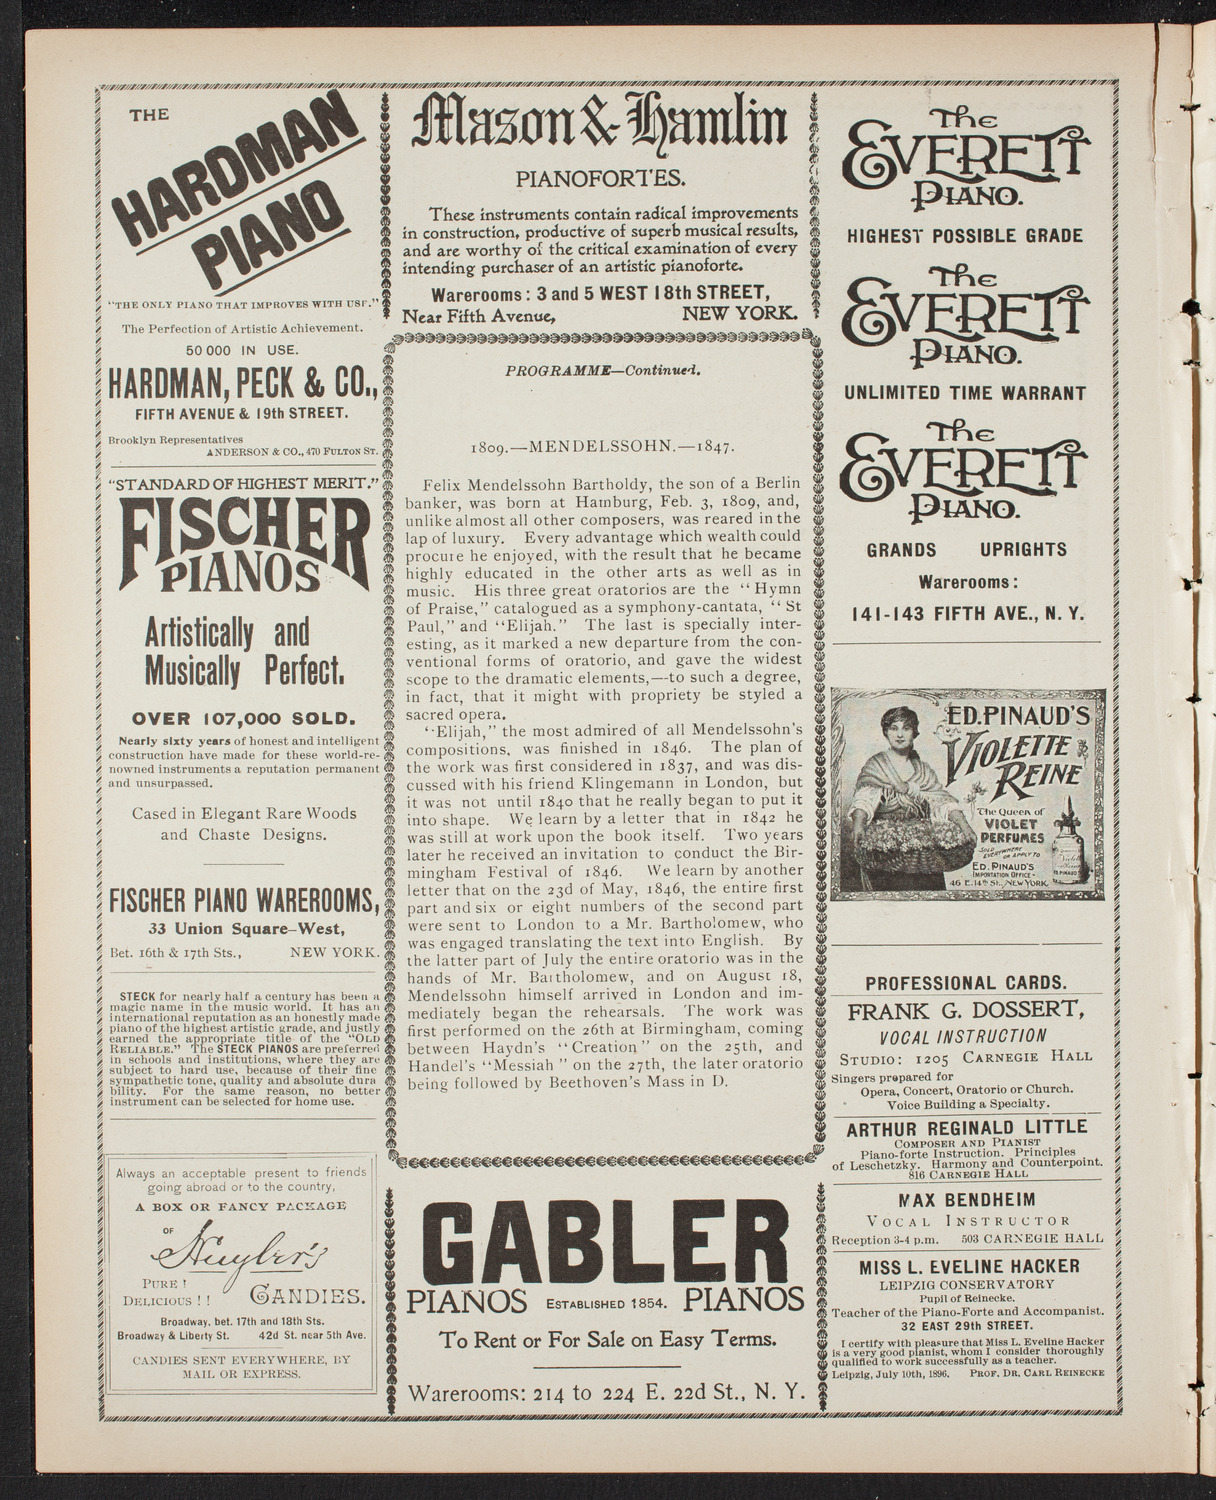 THE
HARDMAN
PIANO
"THE ONLY PIANO THAT IMPROVES WITH USE."
The Perfection of Artistic Achievement.
50 000 IN USE.
HARDMAN, PECK & CO.,
FIFTH AVENUE & 19th STREET.
Brooklyn Representatives
ANDERSON & CO., 470 FULTON ST.
"STANDARD OF HIGHEST MERIT."
FISCHER
PIANOS
Artistically and
Musically Perfect.
OVER 107,000 SOLD.
Nearly sixty years of honest and intelligent
construction have made for these world-re-
nowned instruments a reputation permanent
and unsurpassed.
Cased in Elegant Rare Woods
and Chaste Designs.
FISCHER PIANO WAREROOMS,
33 Union Square–West,
Bet. 16th & 17th Sts., NEW YORK.
STECK for nearly half a century has been a
magic name in the music world. It has an
international reputation as an honestly made
piano of the highest artistic grade, and justly
earned the appropriate title of the "OLD
RELIABLE." The STECK PIANOS are preferred
in schools and institutions, where they are
subject to hard use, because of their fine
sympathetic tone, quality and absolute dura
bility. For the same reason, no better
instrument can be selected for home use.
Always an acceptable present to friends
going abroad or to the country,
A BOX OR FANCY PACKAGE
OF
Huyler's
PURE !
DELICIOUS ! ! CANDIES.
Broadway, bet. 17th and 18th Sts.
Broadway & Liberty St. 42d St. near 5th Ave.
CANDIES SENT EVERYWHERE, BY
MAIL OR EXPRESS.
Mason & Hamlin
PIANOFORTES.
These instruments contain radical improvements
in construction, productive of superb musical results,
and are worthy of the critical examination of every
intending purchaser of an artistic pianoforte.
Warerooms: 3 and 5 WEST 18th STREET,
Near Fifth Avenue, NEW YORK.
PROGRAMME—Continued.
1809.—MENDELSSOHN.—1847.
Felix Mendelssohn Bartholdy, the son of a Berlin
banker, was born at Hamburg, Feb. 3, 1809, and,
unlike almost all other composers, was reared in the
lap of luxury. Every advantage which wealth could
procure he enjoyed, with the result that he became
highly educated in the other arts as well as in
music. His three great oratorios are the "Hymn
of Praise," catalogued as a symphony-cantata, "St
Paul," and "Elijah." The last is specially inter-
esting, as it marked a new departure from the con-
ventional forms of oratorio, and gave the widest
scope to the dramatic elements,—to such a degree,
in fact, that it might with propriety be styled a
sacred opera.
"Elijah," the most admired of all Mendelssohn's
compositions, was finished in 1846. The plan of
the work was first considered in 1837, and was dis-
cussed with his friend Klingemann in London, but
it was not until 1840 that he really began to put it
into shape. We learn by a letter that in 1842 he
was still at work upon the book itself. Two years
later he received an invitation to conduct the Bir-
mingham Festival of 1846. We learn by another
letter that on the 23d of May, 1846, the entire first
part and six or eight numbers of the second part
were sent to London to a Mr. Bartholomew, who
was engaged translating the text into English. By
the latter part of July the entire oratorio was in the
hands of Mr. Bartholomew, and on August 18,
Mendelssohn himself arrived in London and im-
mediately began the rehearsals. The work was
first performed on the 26th at Birmingham, coming
between Haydn's "Creation" on the 25th, and
Handel's "Messiah" on the 27th, the later oratorio
being followed by Beethoven's Mass in D.
GABLER
PIANOS ESTABLISHED 1854. PIANOS
To Rent or For Sale on Easy Terms.
Warerooms: 214 to 224 E. 22d St., N. Y.
The
EVERETT
PIANO.
HIGHEST POSSIBLE GRADE
The
EVERETT
PIANO.
UNLIMITED TIME WARRANT
The
EVERETT
PIANO.
GRANDS UPRIGHTS
Warerooms:
141-143 FIFTH AVE., N. Y.
ED. PINAUD'S
VIOLETTE
REINE
The Queen of
VIOLET
PERFUMES
SOLD
EVERYWHERE
OR APPLY TO
ED. PINAUD'S
IMPORTATION OFFICE
46 E. 14th St., NEW YORK.
PROFESSIONAL CARDS.
FRANK G. DOSSERT,
VOCAL INSTRUCTION
STUDIO: 1205 CARNEGIE HALL
Singers prepared for
Opera, Concert, Oratorio or Church.
Voice Building a Specialty.
ARTHUR REGINALD LITTLE
COMPOSER AND PIANIST
Piano-forte Instruction. Principles
of Leschetzky. Harmony and Counterpoint.
816 CARNEGIE HALL
MAX BENDHEIM
VOCAL INSTRUCTOR
Reception 3-4 p.m. 503 CARNEGIE HALL
MISS L. EVELINE HACKER
LEIPZIG CONSERVATORY
Pupil of Reinecke.
Teacher of the Piano-Forte and Accompanist.
32 EAST 29th STREET.
I certify with pleasure that Miss L. Eveline Hacker
is a very good pianist, whom I consider thoroughly
qualified to work successfully as a teacher.
Leipzig, July 10th, 1896. PROF. DR. CARL REINECKE